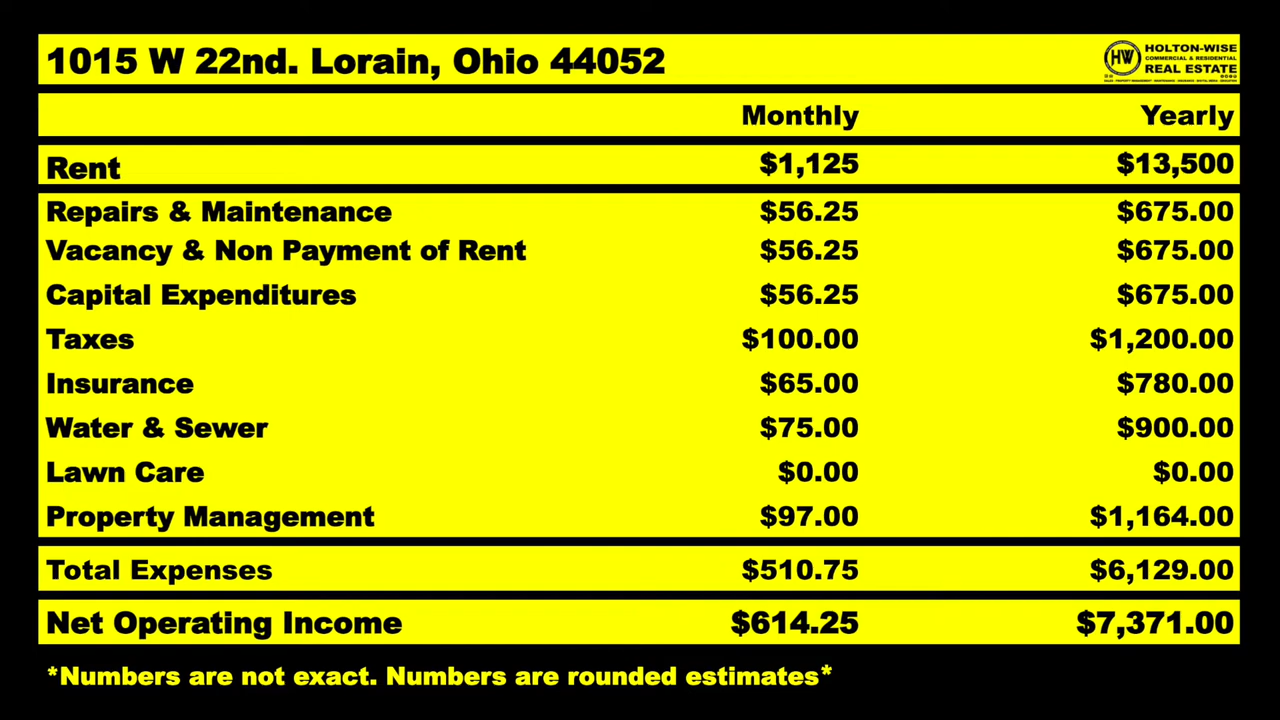 1015 W 22nd. Lorain, Ohio 44052
HW
HOLTON-WISE
COMMERCIAL & RESIDENTIAL
REAL ESTATE
Monthly Yearly
Rent $1,125 $13,500
Repairs & Maintenance $56.25 $675.00
Vacancy & Non Payment of Rent $56.25 $675.00
Capital Expenditures $56.25 $675.00
Taxes $100.00 $1,200.00
Insurance $65.00 $780.00
Water & Sewer $75.00 $900.00
Lawn Care $0.00 $0.00
Property Management $97.00 $1,164.00
Total Expenses $510.75 $6,129.00
Net Operating Income $614.25 $7,371.00
*Numbers are not exact. Numbers are rounded estimates*